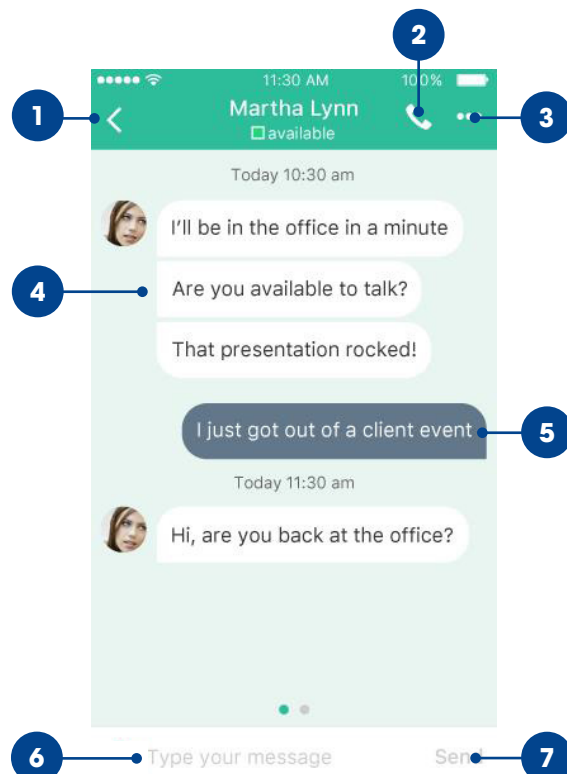 2
11:30 AM 100%
1 Martha Lynn 3
available
Today 10:30 am
I'll be in the office in a minute
4 Are you available to talk?
That presentation rocked!
I just got out of a client event 5
Today 11:30 am
Hi, are you back at the office?
6 Type your message Send 7